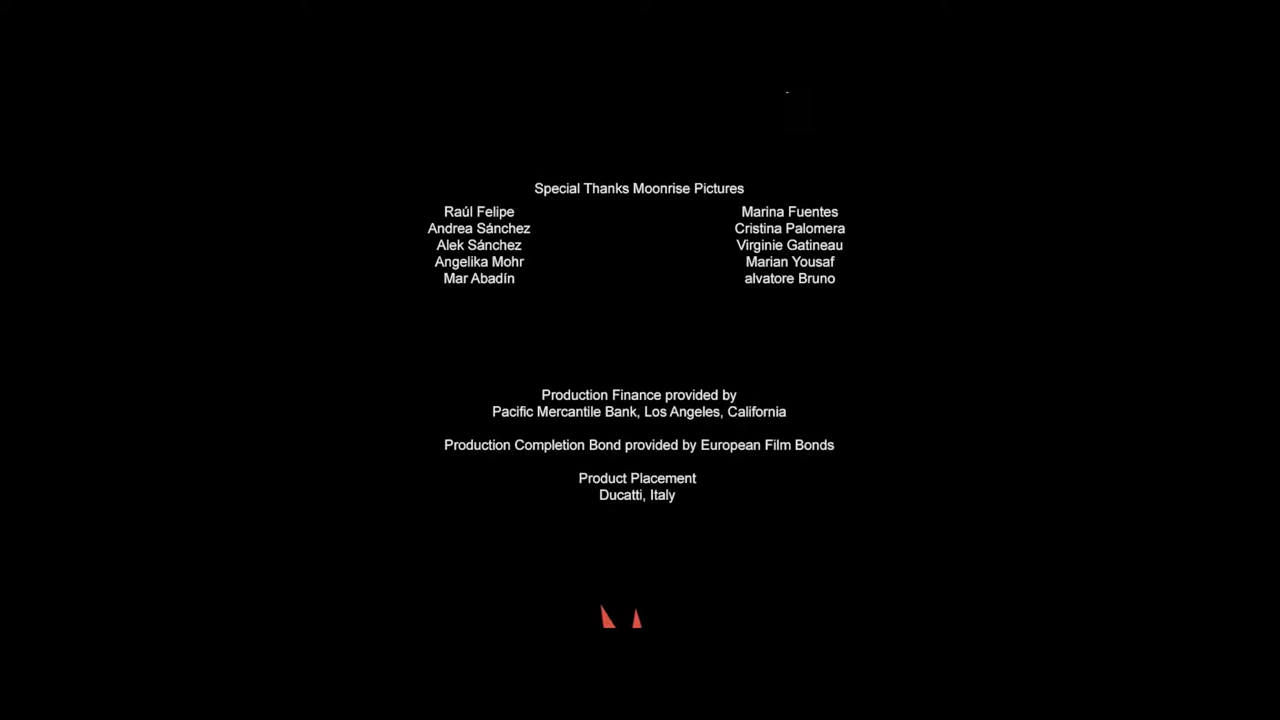 Special Thanks Moonrise Pictures
Raúl Felipe
Marina Fuentes
Andrea Sánchez
Cristina Palomera
Alek Sánchez
Virginie Gatineau
Angelika Mohr
Marian Yousaf
Mar Abadín
alvatore Bruno
Production Finance provided by
Pacific Mercantile Bank, Los Angeles, California
Production Completion Bond provided by European Film Bonds
Product Placement
Ducatti, Italy